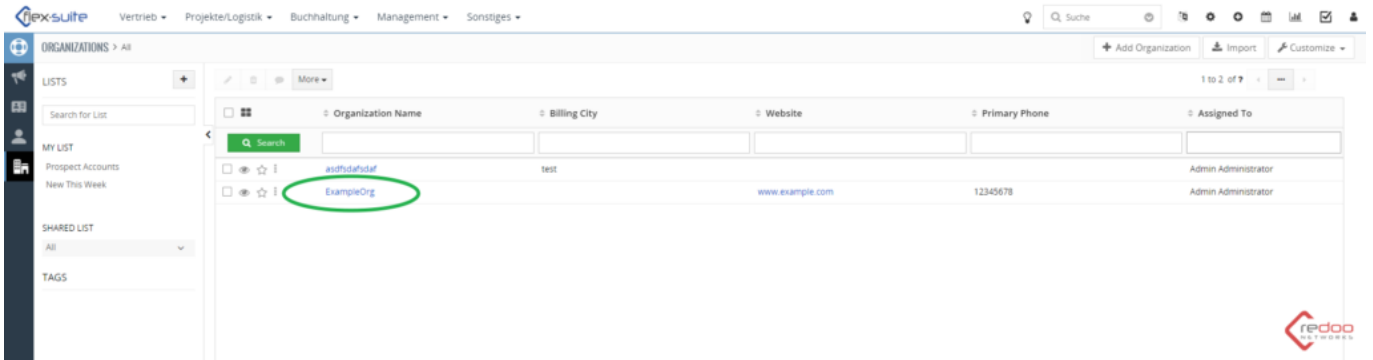 flex-suite Vertrieb Projekte/Logistik Buchhaltung Management Sonstiges Suche
ORGANIZATIONS > All + Add Organization Import Customize
LISTS + More 1 to 2 of ?
Search for List
Organization Name Billing City Website Primary Phone Assigned To
Search
MY LIST
Prospect Accounts
New This Week
asdfsdafsdaf test Admin Administrator
ExampleOrg www.example.com 12345678 Admin Administrator
SHARED LIST
All
TAGS
redoo
NETWORKS